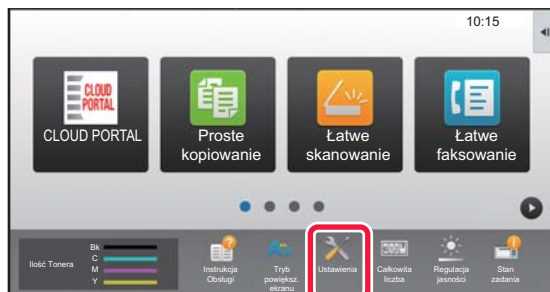 10:15
CLOUD
PORTAL
CLOUD PORTAL
Proste
kopiowanie
Łatwe
skanowanie
Łatwe
faksowanie
Ilość Tonera
Bk
C
M
Y
Instrukcja
Obsługi
Tryb
powiększ.
ekranu
Ustawienia
Całkowita
liczba
Regulacja
jasności
Stan
zadania